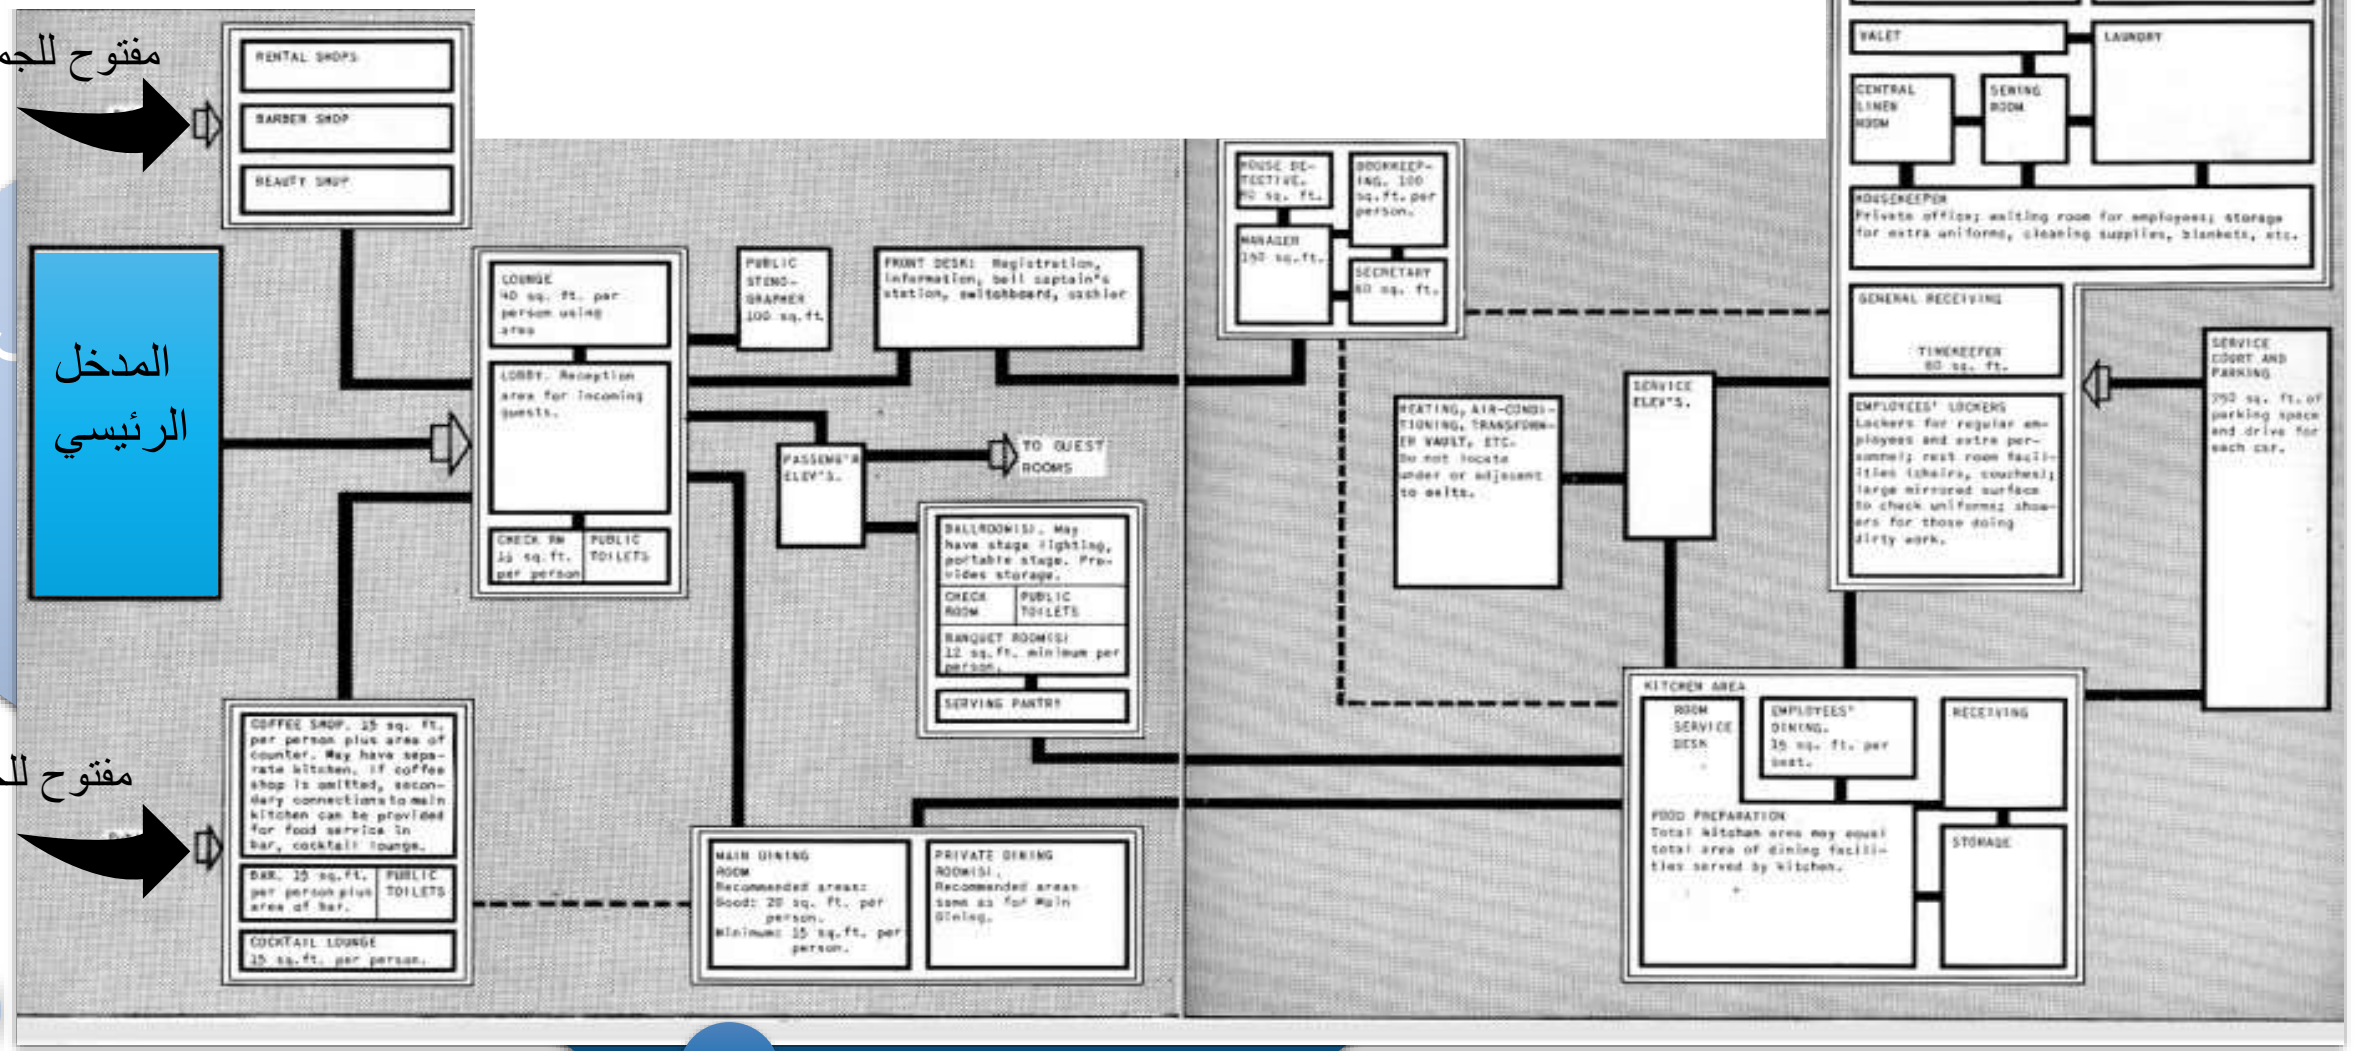 مفتوح للجم
RENTAL SHOPS
BARBER SHOP
BEAUTY SHOP
المدخل
الرئيسي
LOUNGE
40 sq. ft. per
person using
area
LOBBY. Reception
area for incoming
guests.
CHECK RM
15 sq.ft.
per person
PUBLIC
TOILETS
PUBLIC
STENO-
GRAPHER
100 sq.ft.
FRONT DESK: Registration,
information, bell captain's
station, switchboard, cashier
PASSENG'R
ELEV'S.
TO GUEST
ROOMS
BALLROOM(S). May
have stage lighting,
portable stage. Pro-
vides storage.
CHECK
ROOM
PUBLIC
TOILETS
BANQUET ROOM(S)
12 sq.ft. minimum per
person.
SERVING PANTRY
مفتوح للج
COFFEE SHOP. 15 sq. ft.
per person plus area of
counter. May have sepa-
rate kitchen. If coffee
shop is omitted, secon-
dary connections to main
kitchen can be provided
for food service in
bar, cocktail lounge.
BAR. 15 sq.ft.
per person plus
area of bar.
PUBLIC
TOILETS
COCKTAIL LOUNGE
15 sq.ft. per person.
MAIN DINING
ROOM
Recommended areas:
Good: 20 sq. ft. per
person.
Minimum: 15 sq.ft. per
person.
PRIVATE DINING
ROOM(S).
Recommended areas
same as for Main
Dining.
HOUSE DE-
TECTIVE.
sq. ft.
BOOKKEEP-
ING. 100
sq.ft. per
person.
MANAGER
150 sq.ft.
SECRETARY
60 sq. ft.
HEATING, AIR-CONDI-
TIONING, TRANSFORM-
ER VAULT, ETC.
Do not locate
under or adjacent
to exits.
SERVICE
ELEV'S.
VALET
LAUNDRY
CENTRAL
LINEN
ROOM
SEWING
ROOM
HOUSEKEEPER
Private office; waiting room for employees; storage
for extra uniforms, cleaning supplies, blankets, etc.
GENERAL RECEIVING
TIMEKEEPER
60 sq. ft.
EMPLOYEES' LOCKERS
Lockers for regular em-
ployees and extra per-
sonnel; rest room facil-
ities (chairs, couches);
large mirrored surface
to check uniforms; show-
ers for those doing
dirty work.
SERVICE
COURT AND
PARKING
250 sq. ft. of
parking space
and drive for
each car.
KITCHEN AREA
ROOM
SERVICE
DESK
EMPLOYEES'
DINING.
15 sq. ft. per
seat.
RECEIVING
FOOD PREPARATION
Total kitchen area may equal
total area of dining facili-
ties served by kitchen.
STORAGE